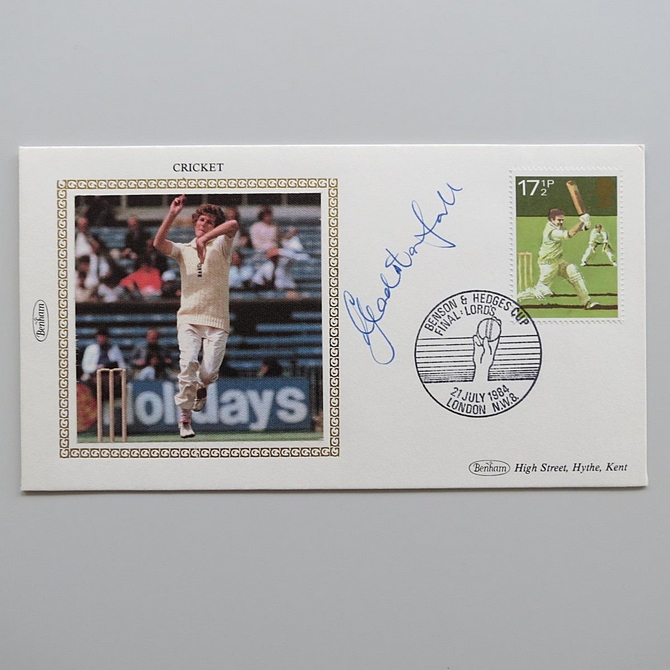 CRICKET
Benham
holidays
17½P
BENSON & HEDGES CUP
FINAL·LORDS
21 JULY 1984
LONDON N.W.8.
Benham High Street, Hythe, Kent